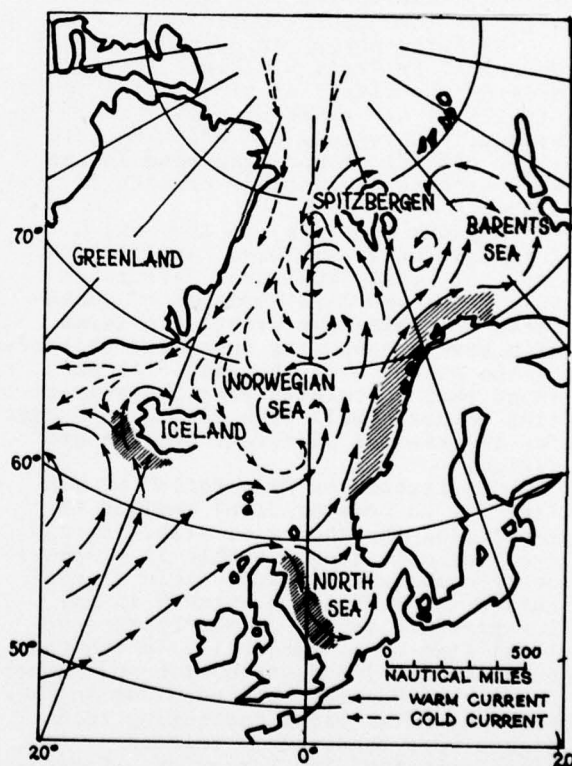 SPITZBERGEN
BARENTS
SEA
70°
GREENLAND
NORWEGIAN
SEA
ICELAND
60°
NORTH
SEA
50°
0 500
NAUTICAL MILES
WARM CURRENT
COLD CURRENT
20° 0° 20